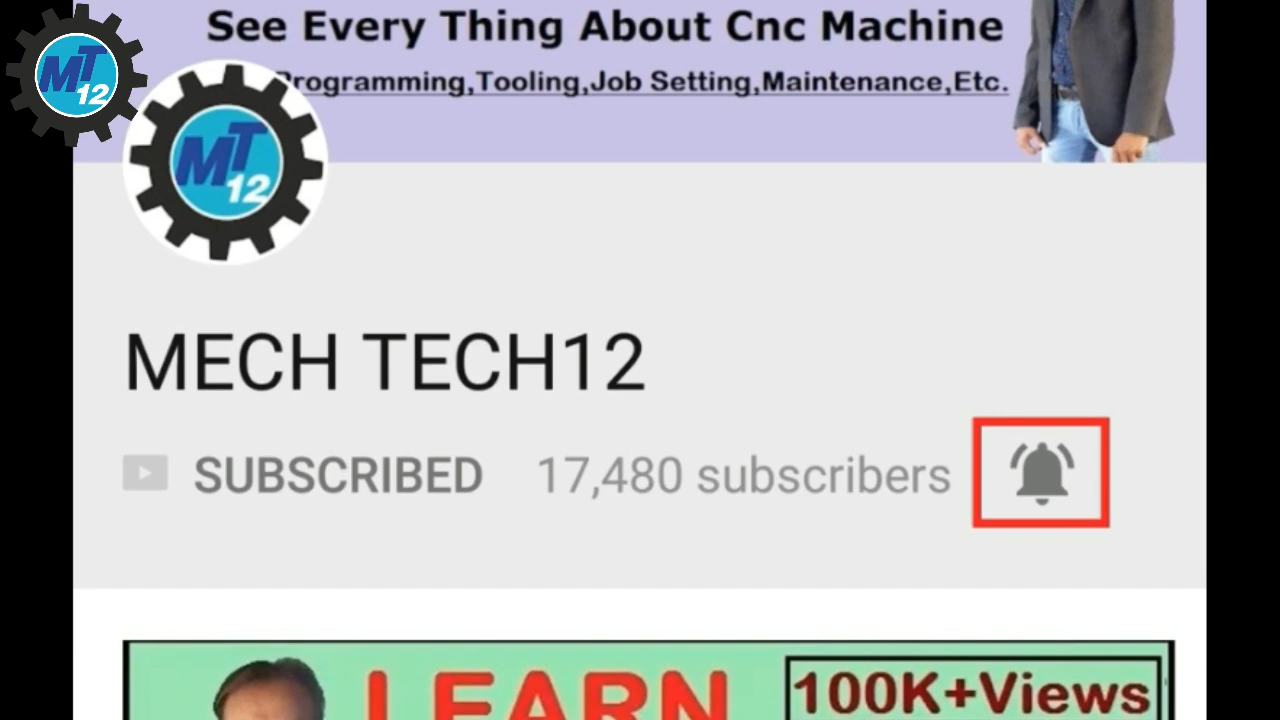 See Every Thing About Cnc Machine
Programming,Tooling,Job Setting,Maintenance,Etc.
MT
12
MT
12
MECH TECH12
SUBSCRIBED 17,480 subscribers
LEARN
100K+Views